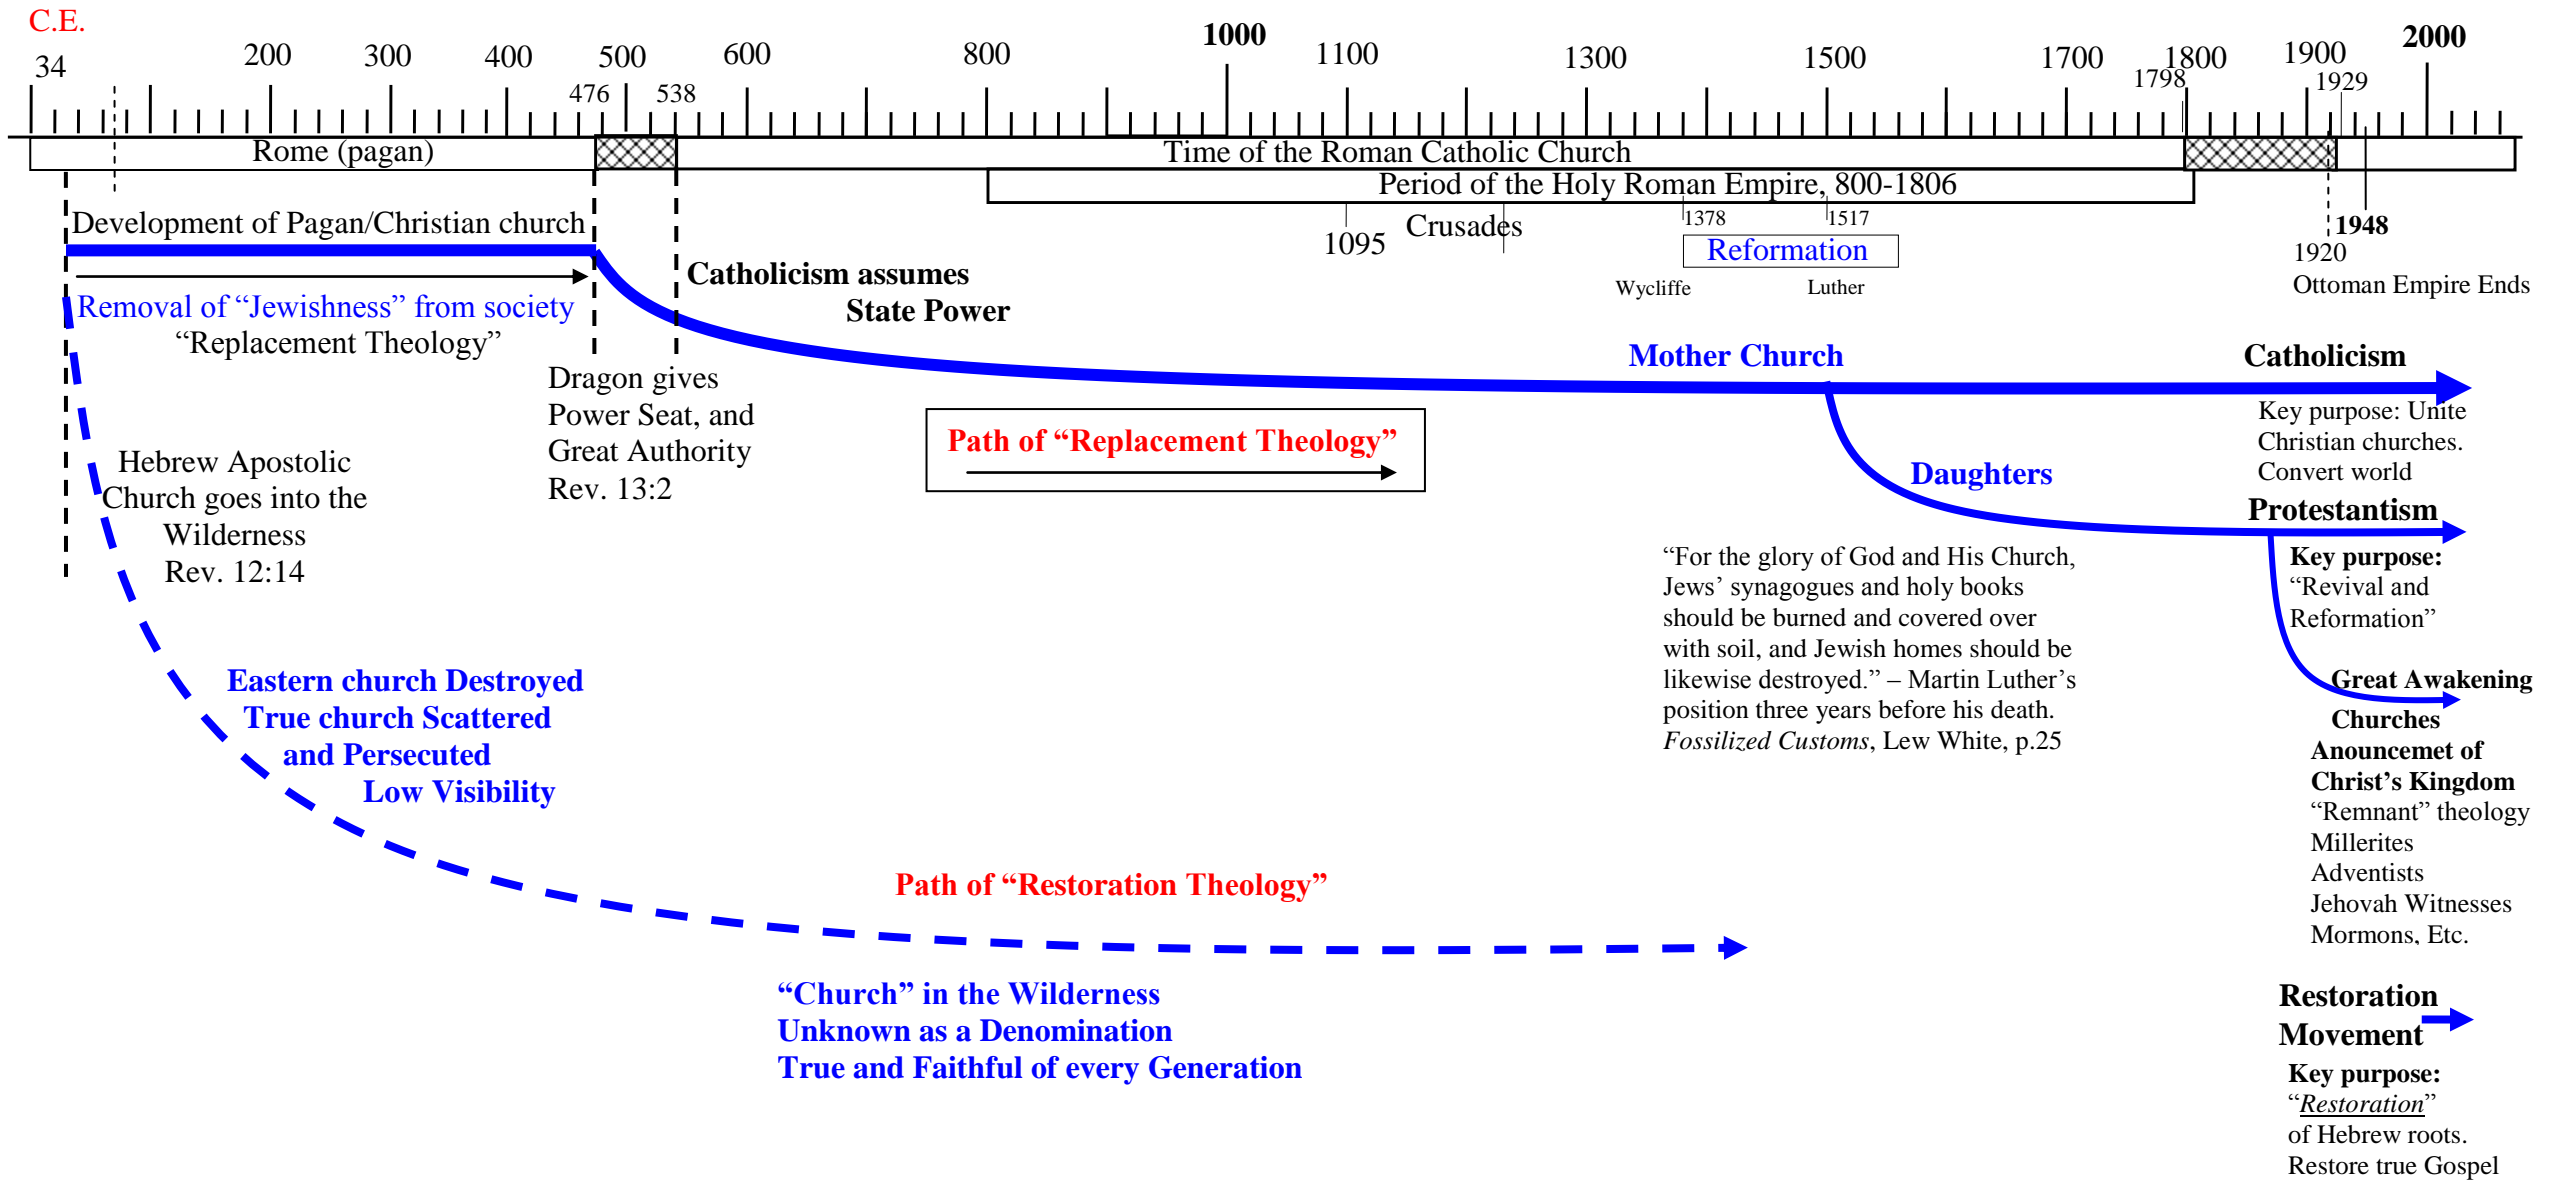 C.E.
34
200
300
400
500
600
800
1000
1100
1300
1500
1700
1800
1900
2000
476
538
1798
1929
Rome (pagan)
Time of the Roman Catholic Church
Period of the Holy Roman Empire, 800-1806
Development of Pagan/Christian church
Removal of “Jewishness” from society
“Replacement Theology”
Catholicism assumes
State Power
1095
Crusades
1378
1517
Reformation
Wycliffe
Luther
1948
1920
Ottoman Empire Ends
Dragon gives
Power Seat, and
Great Authority
Rev. 13:2
Hebrew Apostolic
Church goes into the
Wilderness
Rev. 12:14
Path of “Replacement Theology”
Mother Church
Daughters
Catholicism
Key purpose: Unite
Christian churches.
Convert world
Protestantism
Key purpose:
“Revival and
Reformation”
“For the glory of God and His Church,
Jews’ synagogues and holy books
should be burned and covered over
with soil, and Jewish homes should be
likewise destroyed.” – Martin Luther’s
position three years before his death.
Fossilized Customs, Lew White, p.25
Great Awakening
Churches
Anouncemet of
Christ’s Kingdom
“Remnant” theology
Millerites
Adventists
Jehovah Witnesses
Mormons, Etc.
Eastern church Destroyed
True church Scattered
and Persecuted
Low Visibility
Path of “Restoration Theology”
“Church” in the Wilderness
Unknown as a Denomination
True and Faithful of every Generation
Restoration
Movement
Key purpose:
“Restoration”
of Hebrew roots.
Restore true Gospel